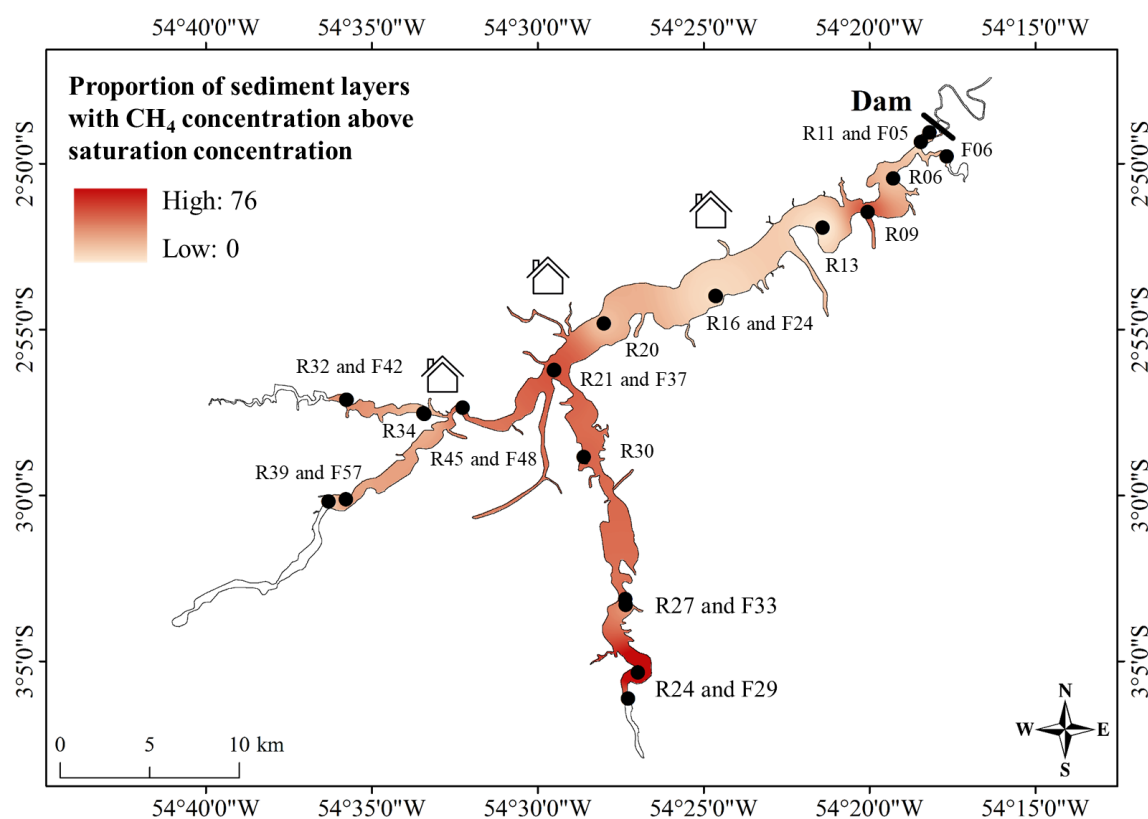 54°40'0"W 54°35'0"W 54°30'0"W 54°25'0"W 54°20'0"W 54°15'0"W
Proportion of sediment layers
with CH₄ concentration above
saturation concentration
High: 76
Low: 0
Dam
R11 and F05
F06
R06
R09
R13
R16 and F24
R20
R21 and F37
R32 and F42
R34
R45 and F48
R39 and F57
R30
R27 and F33
R24 and F29
2°50'0"S
2°55'0"S
3°0'0"S
3°5'0"S
2°50'0"S
2°55'0"S
3°0'0"S
3°5'0"S
0 5 10 km
N
W E
S
54°40'0"W 54°35'0"W 54°30'0"W 54°25'0"W 54°20'0"W 54°15'0"W